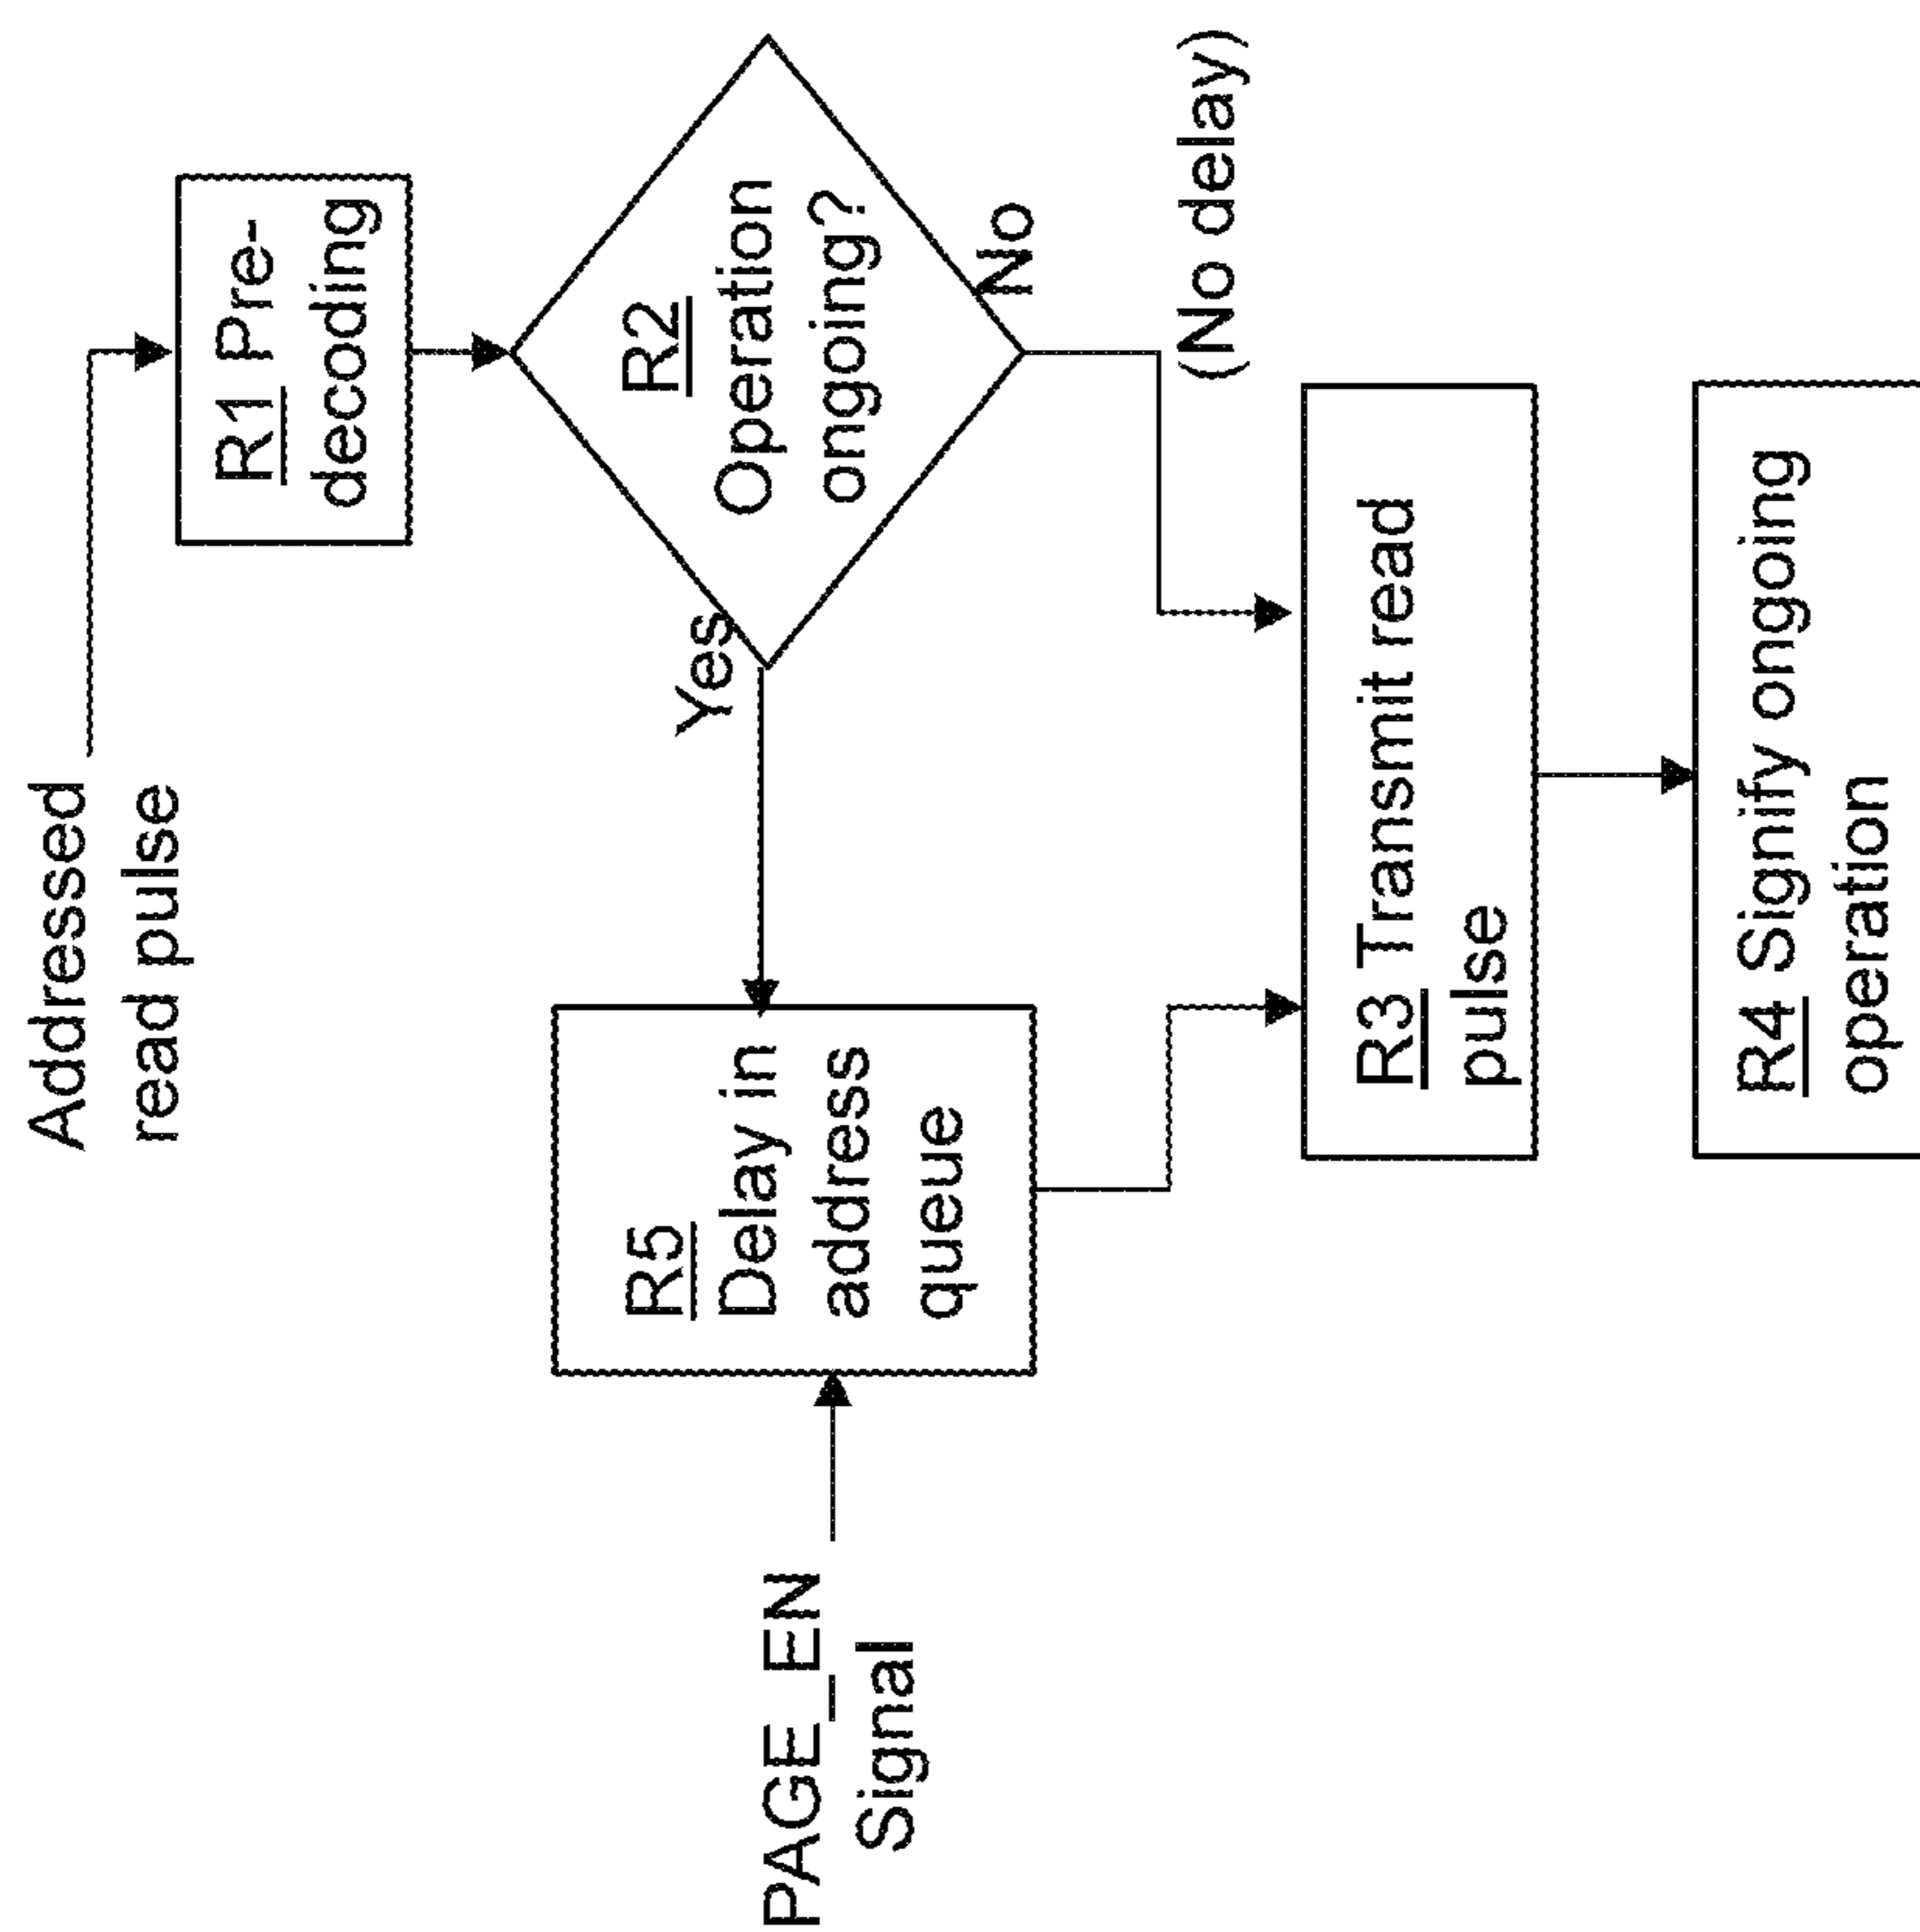 Addressed
read pulse
R1 Pre-
decoding
R2
Operation
ongoing?
Yes
No
(No delay)
R5
Delay in
address
queue
PAGE_EN
Signal
R3 Transmit read
pulse
R4 Signify ongoing
operation